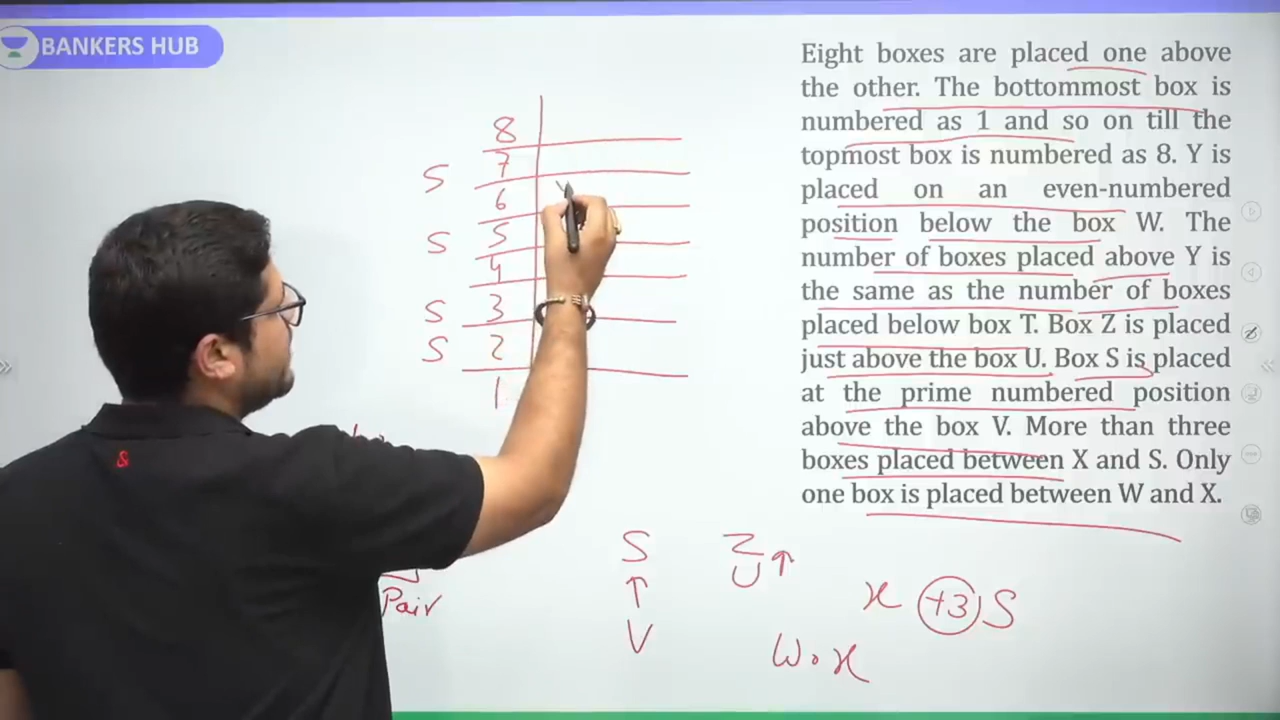 BANKERS HUB
Eight boxes are placed one above
the other. The bottommost box is
numbered as 1 and so on till the
topmost box is numbered as 8. Y is
placed on an even-numbered
position below the box W. The
number of boxes placed above Y is
the same as the number of boxes
placed below box T. Box Z is placed
just above the box U. Box S is placed
at the prime numbered position
above the box V. More than three
boxes placed between X and S. Only
one box is placed between W and X.
8
S 7
6
S 5
4
S 3
S 2
1
Pair
S
↑
V
Z
U ↑
x +3 S
W . x